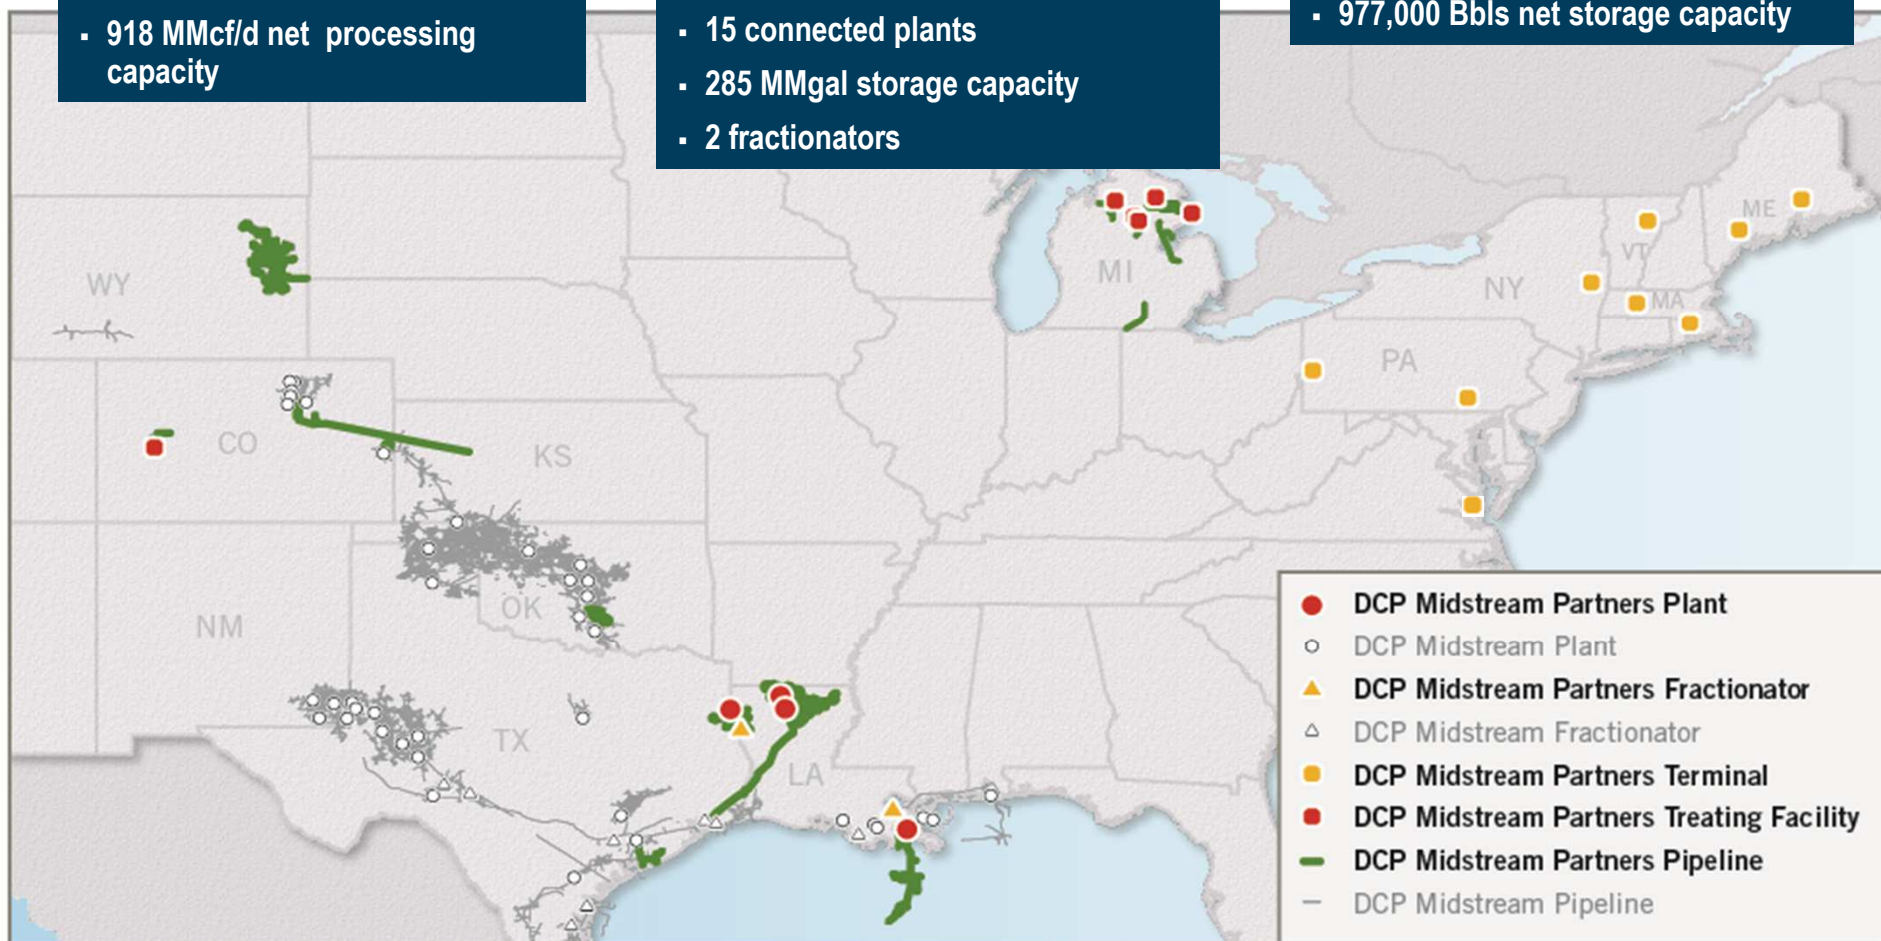 ▪ 918 MMcf/d net processing
capacity
▪ 15 connected plants
▪ 285 MMgal storage capacity
▪ 2 fractionators
▪ 977,000 Bbls net storage capacity
WY
CO
KS
NM
OK
TX
LA
MI
NY
PA
VT
MA
ME
DCP Midstream Partners Plant
DCP Midstream Plant
DCP Midstream Partners Fractionator
DCP Midstream Fractionator
DCP Midstream Partners Terminal
DCP Midstream Partners Treating Facility
DCP Midstream Partners Pipeline
DCP Midstream Pipeline